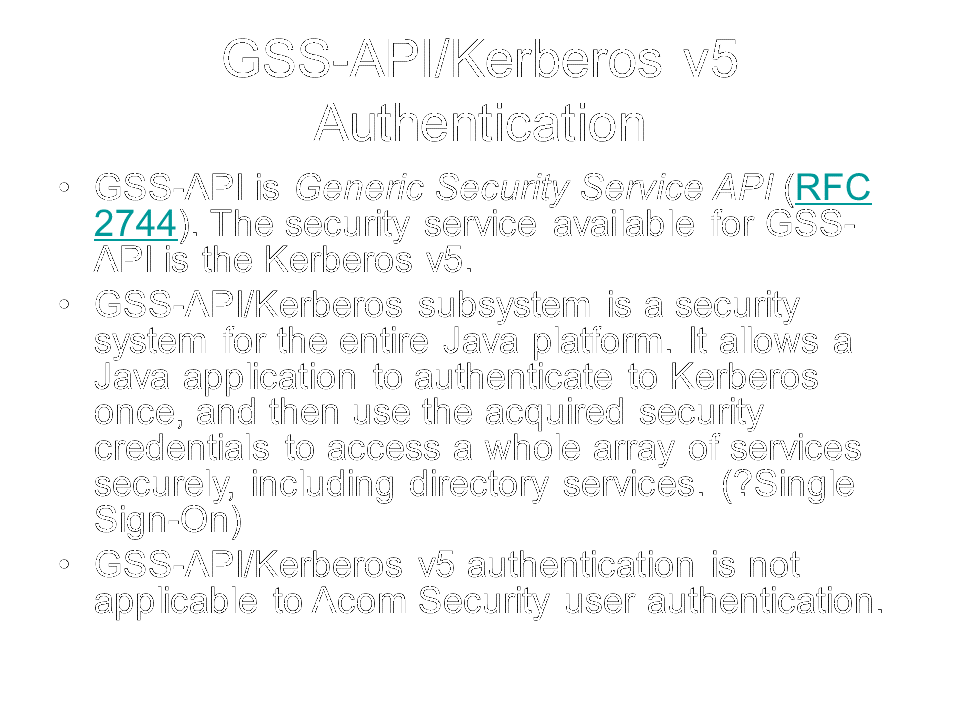 GSS-API/Kerberos v5
Authentication
• GSS-API is Generic Security Service API (RFC
2744). The security service available for GSS-
API is the Kerberos v5.
• GSS-API/Kerberos subsystem is a security
system for the entire Java platform. It allows a
Java application to authenticate to Kerberos
once, and then use the acquired security
credentials to access a whole array of services
securely, including directory services. (?Single
Sign-On)
• GSS-API/Kerberos v5 authentication is not
applicable to Acom Security user authentication.